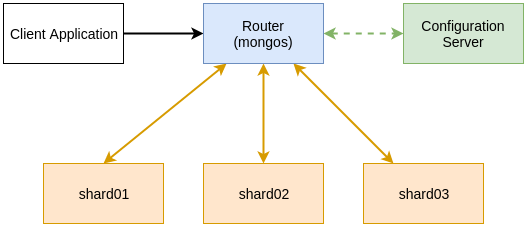 Client Application
Router
(mongos)
Configuration
Server
shard01
shard02
shard03